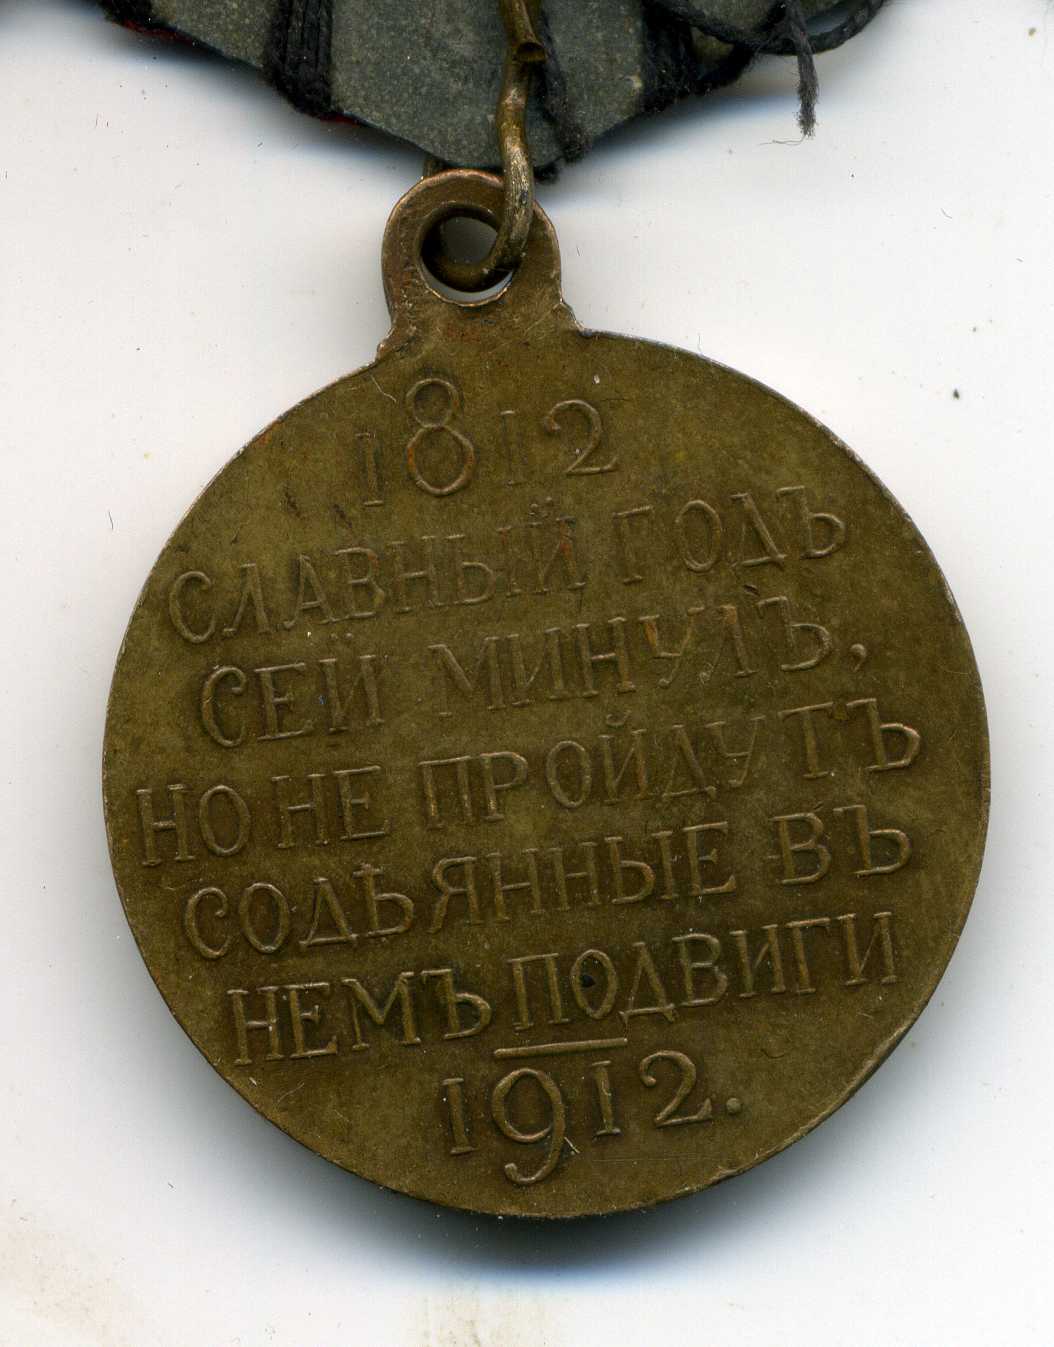 1812
СЛАВНЫЙ ГОДЪ
СЕЙ МИНУЛЪ,
НО НЕ ПРОЙДУТЪ
СОДѢЯННЫЕ ВЪ
НЕМЪ ПОДВИГИ
1912.